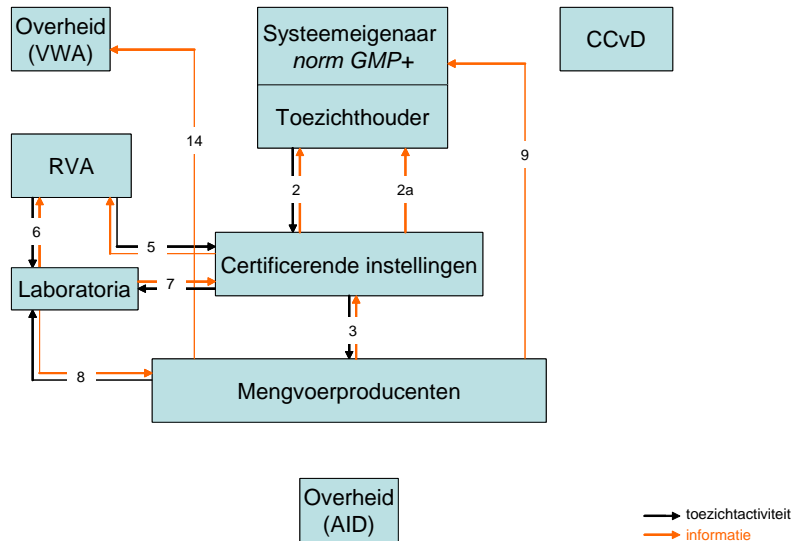 Overheid
(VWA)
Systeemeigenaar
norm GMP+
CCvD
Toezichthouder
14
9
RVA
2
2a
6
5
Certificerende instellingen
Laboratoria
7
3
8
Mengvoerproducenten
Overheid
(AID)
toezichtactiviteit
informatie